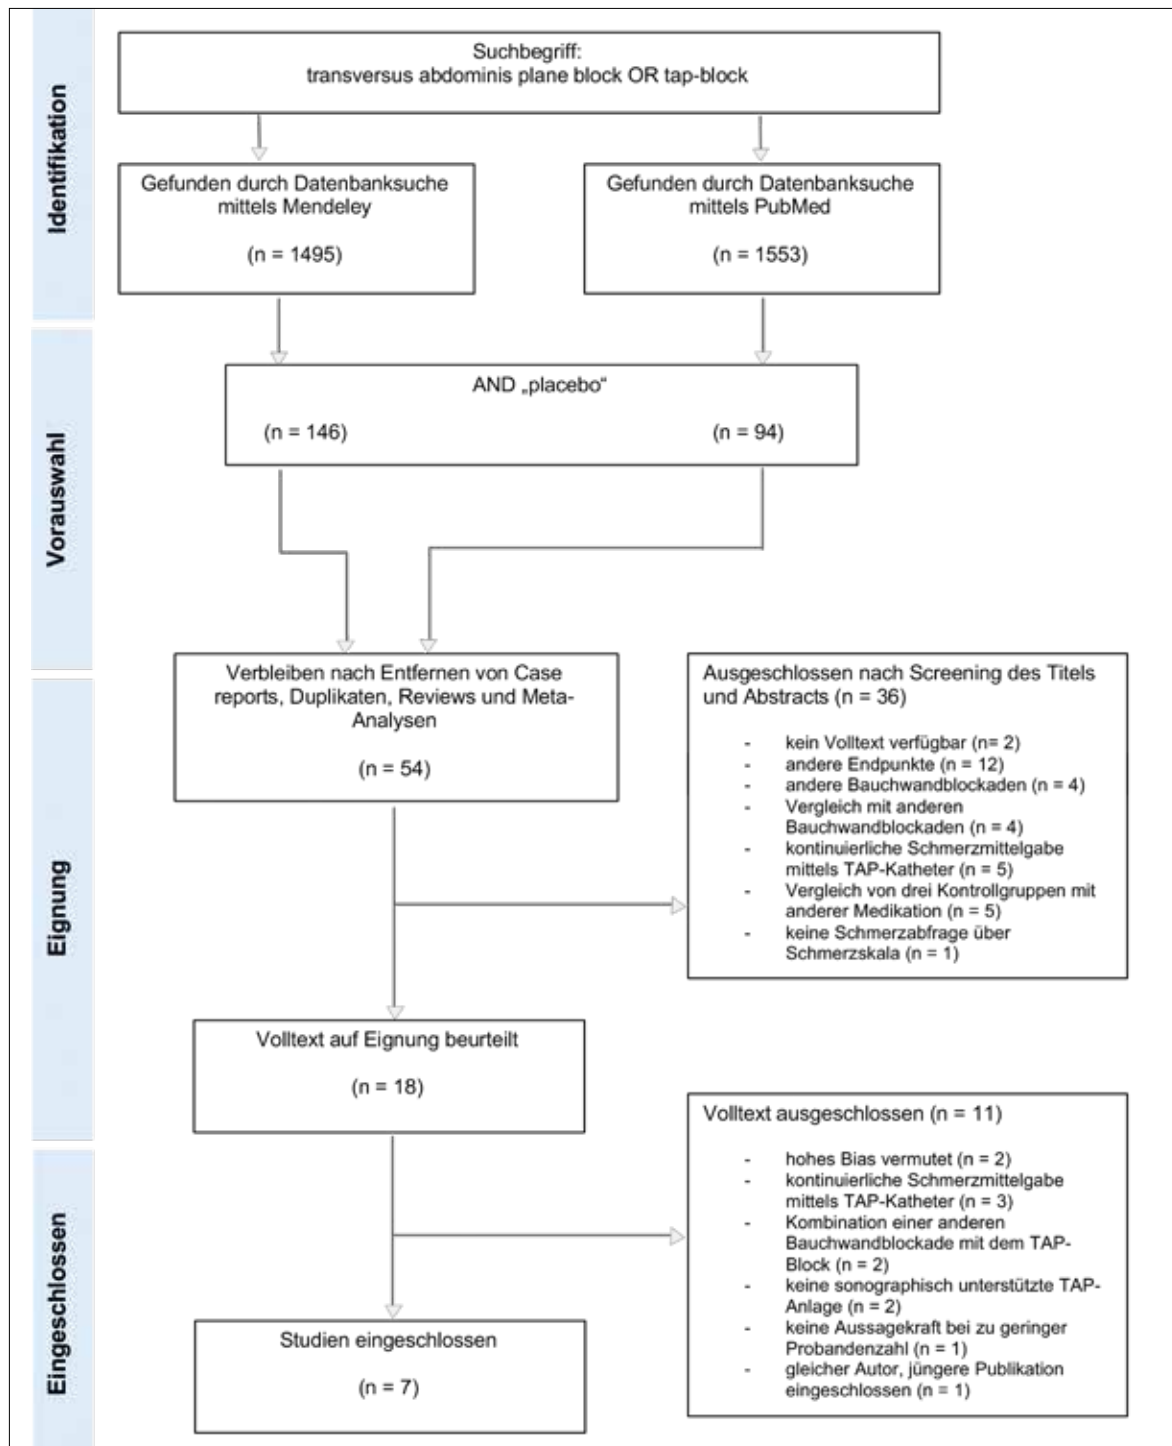 Identifikation
Suchbegriff:
transversus abdominis plane block OR tap-block
Gefunden durch Datenbanksuche
mittels Mendeley
(n = 1495)
Gefunden durch Datenbanksuche
mittels PubMed
(n = 1553)
Vorauswahl
AND „placebo“
(n = 146)
(n = 94)
Eignung
Verbleiben nach Entfernen von Case
reports, Duplikaten, Reviews und Meta-
Analysen
(n = 54)
Ausgeschlossen nach Screening des Titels
und Abstracts (n = 36)
- kein Volltext verfügbar (n= 2)
- andere Endpunkte (n = 12)
- andere Bauchwandblockaden (n = 4)
- Vergleich mit anderen
Bauchwandblockaden (n = 4)
- kontinuierliche Schmerzmittelgabe
mittels TAP-Katheter (n = 5)
- Vergleich von drei Kontrollgruppen mit
anderer Medikation (n = 5)
- keine Schmerzabfrage über
Schmerzskala (n = 1)
Volltext auf Eignung beurteilt
(n = 18)
Volltext ausgeschlossen (n = 11)
- hohes Bias vermutet (n = 2)
- kontinuierliche Schmerzmittelgabe
mittels TAP-Katheter (n = 3)
- Kombination einer anderen
Bauchwandblockade mit dem TAP-
Block (n = 2)
- keine sonographisch unterstützte TAP-
Anlage (n = 2)
- keine Aussagekraft bei zu geringer
Probandenzahl (n = 1)
- gleicher Autor, jüngere Publikation
eingeschlossen (n = 1)
Eingeschlossen
Studien eingeschlossen
(n = 7)